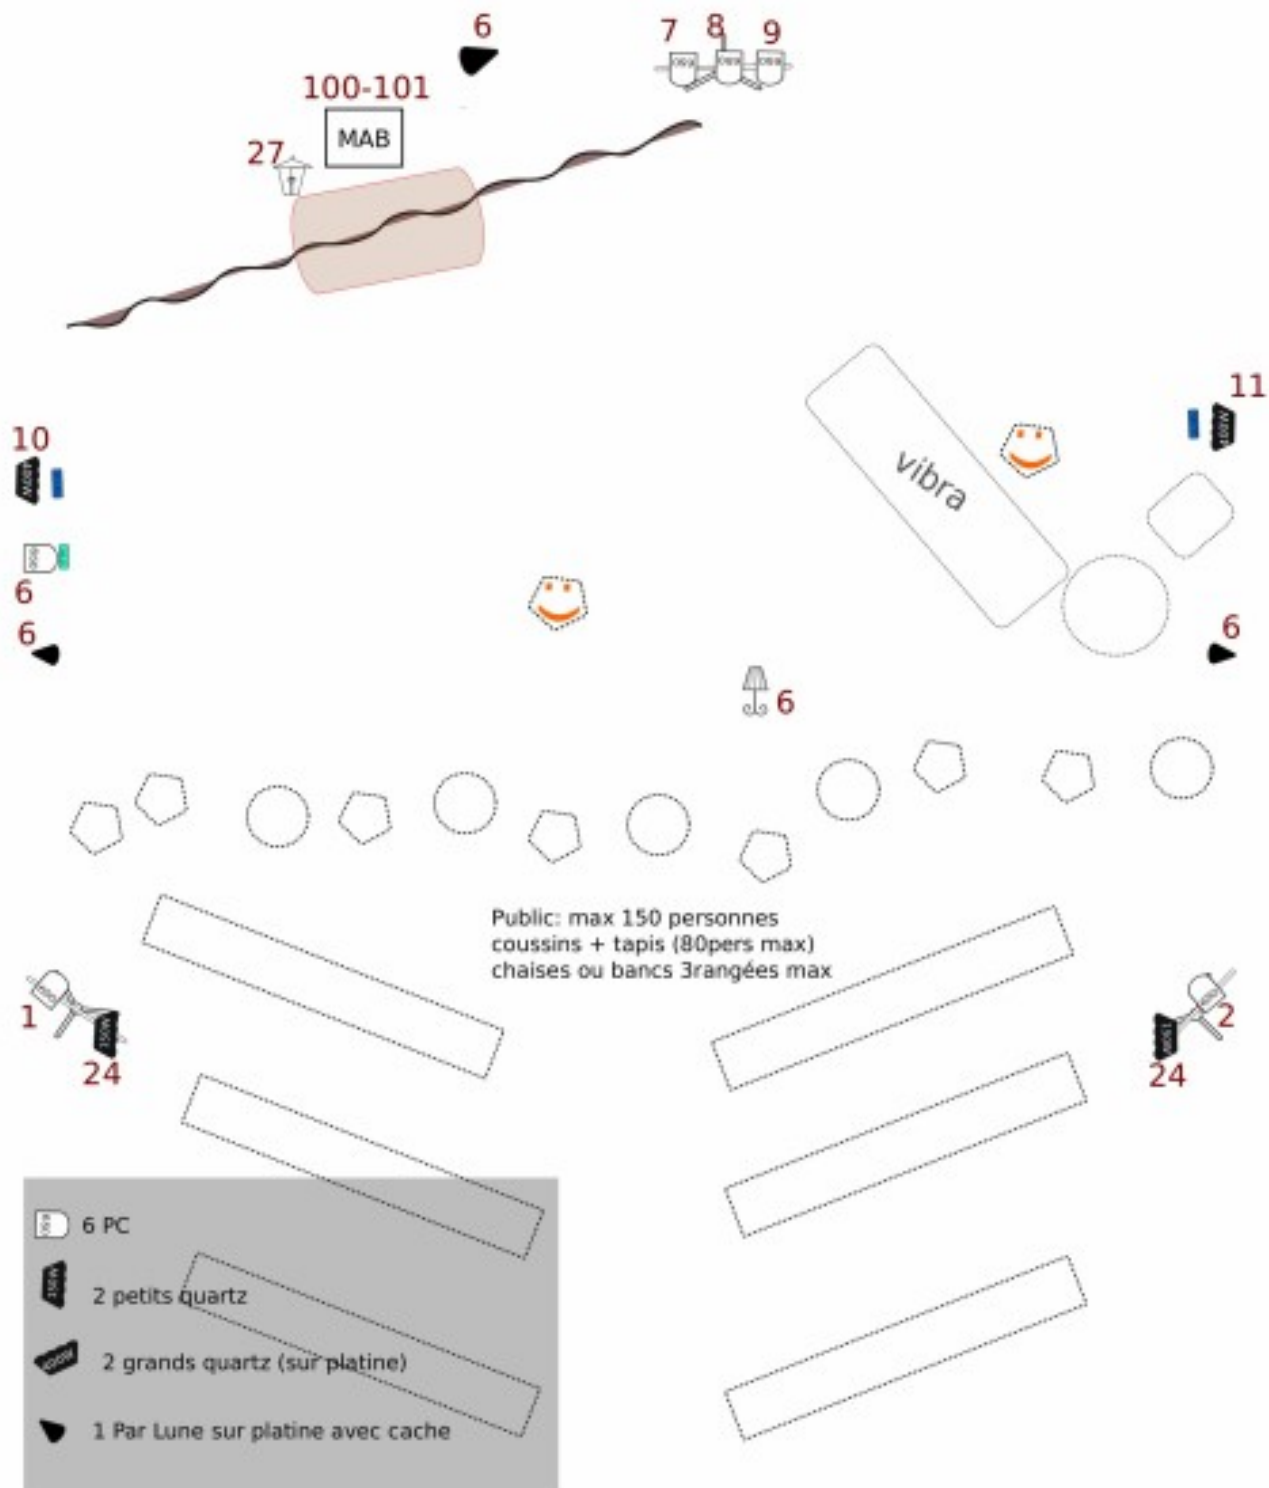 6
7 8 9
100-101
MAB
27
11
10
vibra
6
6
6
6
Public: max 150 personnes
coussins + tapis (80pers max)
chaises ou bancs 3rangées max
1
2
24
24
6 PC
2 petits quartz
2 grands quartz (sur platine)
1 Par Lune sur platine avec cache